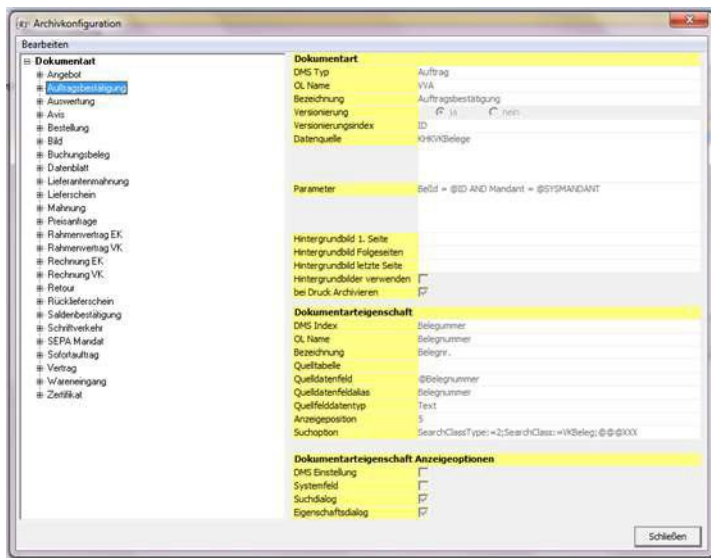 Archivkonfiguration
Bearbeiten
Dokumentart
Angebot
Auftragsbestätigung
Auswertung
Avis
Bestellung
Bild
Buchungsbeleg
Datenblatt
Lieferantenmahnung
Lieferschein
Mahnung
Preisanfrage
Rahmenvertrag EK
Rahmenvertrag VK
Rechnung EK
Rechnung VK
Retour
Rücklieferschein
Saldenbestätigung
Schriftverkehr
SEPA Mandat
Sofortauftrag
Vertrag
Wareneingang
Zertifikat
Dokumentart
DMS Typ Auftrag
OL Name VVA
Bezeichnung Auftragsbestätigung
Versionierung ja nein
Versionierungsindex ID
Datenquelle KHKVKBelege
Parameter BelId = @ID AND Mandant = @SYSMANDANT
Hintergrundbild 1. Seite
Hintergrundbild Folgeseiten
Hintergrundbild letzte Seite
Hintergrundbilder verwenden
bei Druck Archivieren
Dokumentarteigenschaft
DMS Index Belegummer
OL Name Belegnummer
Bezeichnung Belegnr.
Quelltabelle
Quelldatenfeld @Belegnummer
Quelldatenfeldalias Belegnummer
Quellfelddatentyp Text
Anzeigeposition 5
Suchoption SearchClassType:=2;SearchClass:=VKBeleg;@@@XXX
Dokumentarteigenschaft Anzeigeoptionen
DMS Einstellung
Systemfeld
Suchdialog
Eigenschaftsdialog
Schließen